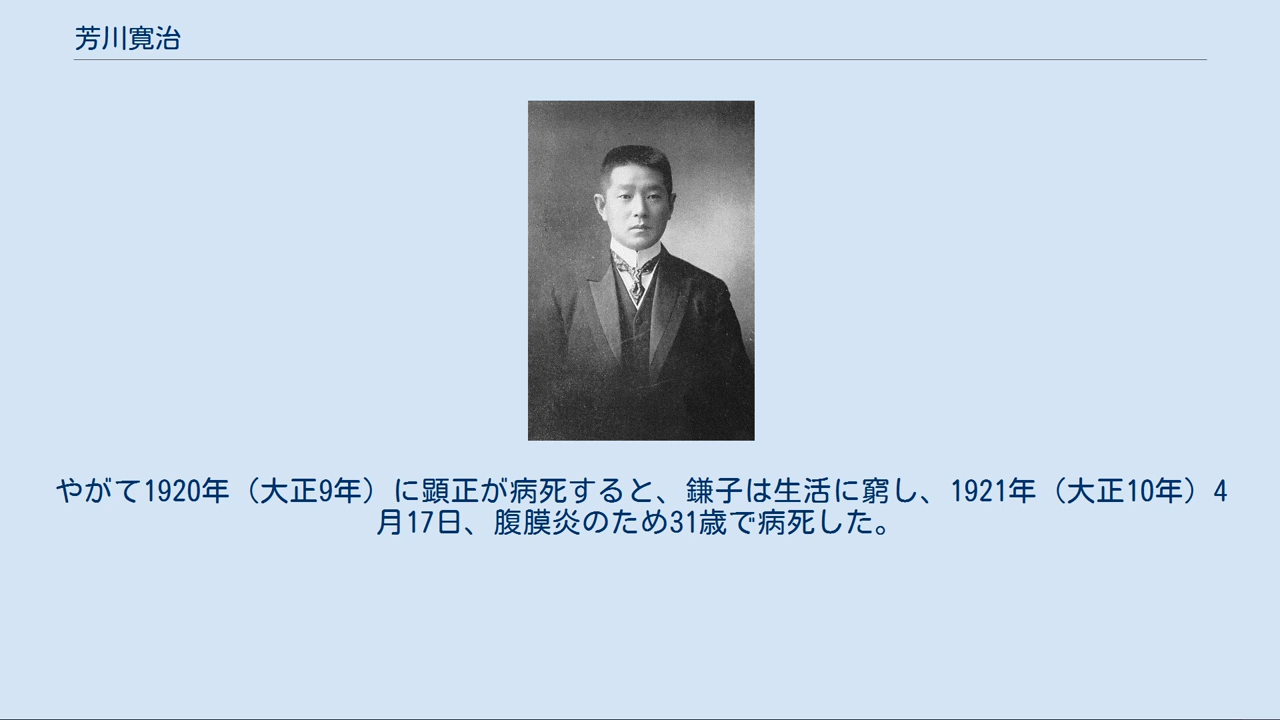 芳川寛治
やがて1920年（大正9年）に顕正が病死すると、鎌子は生活に窮し、1921年（大正10年）4
月17日、腹膜炎のため31歳で病死した。